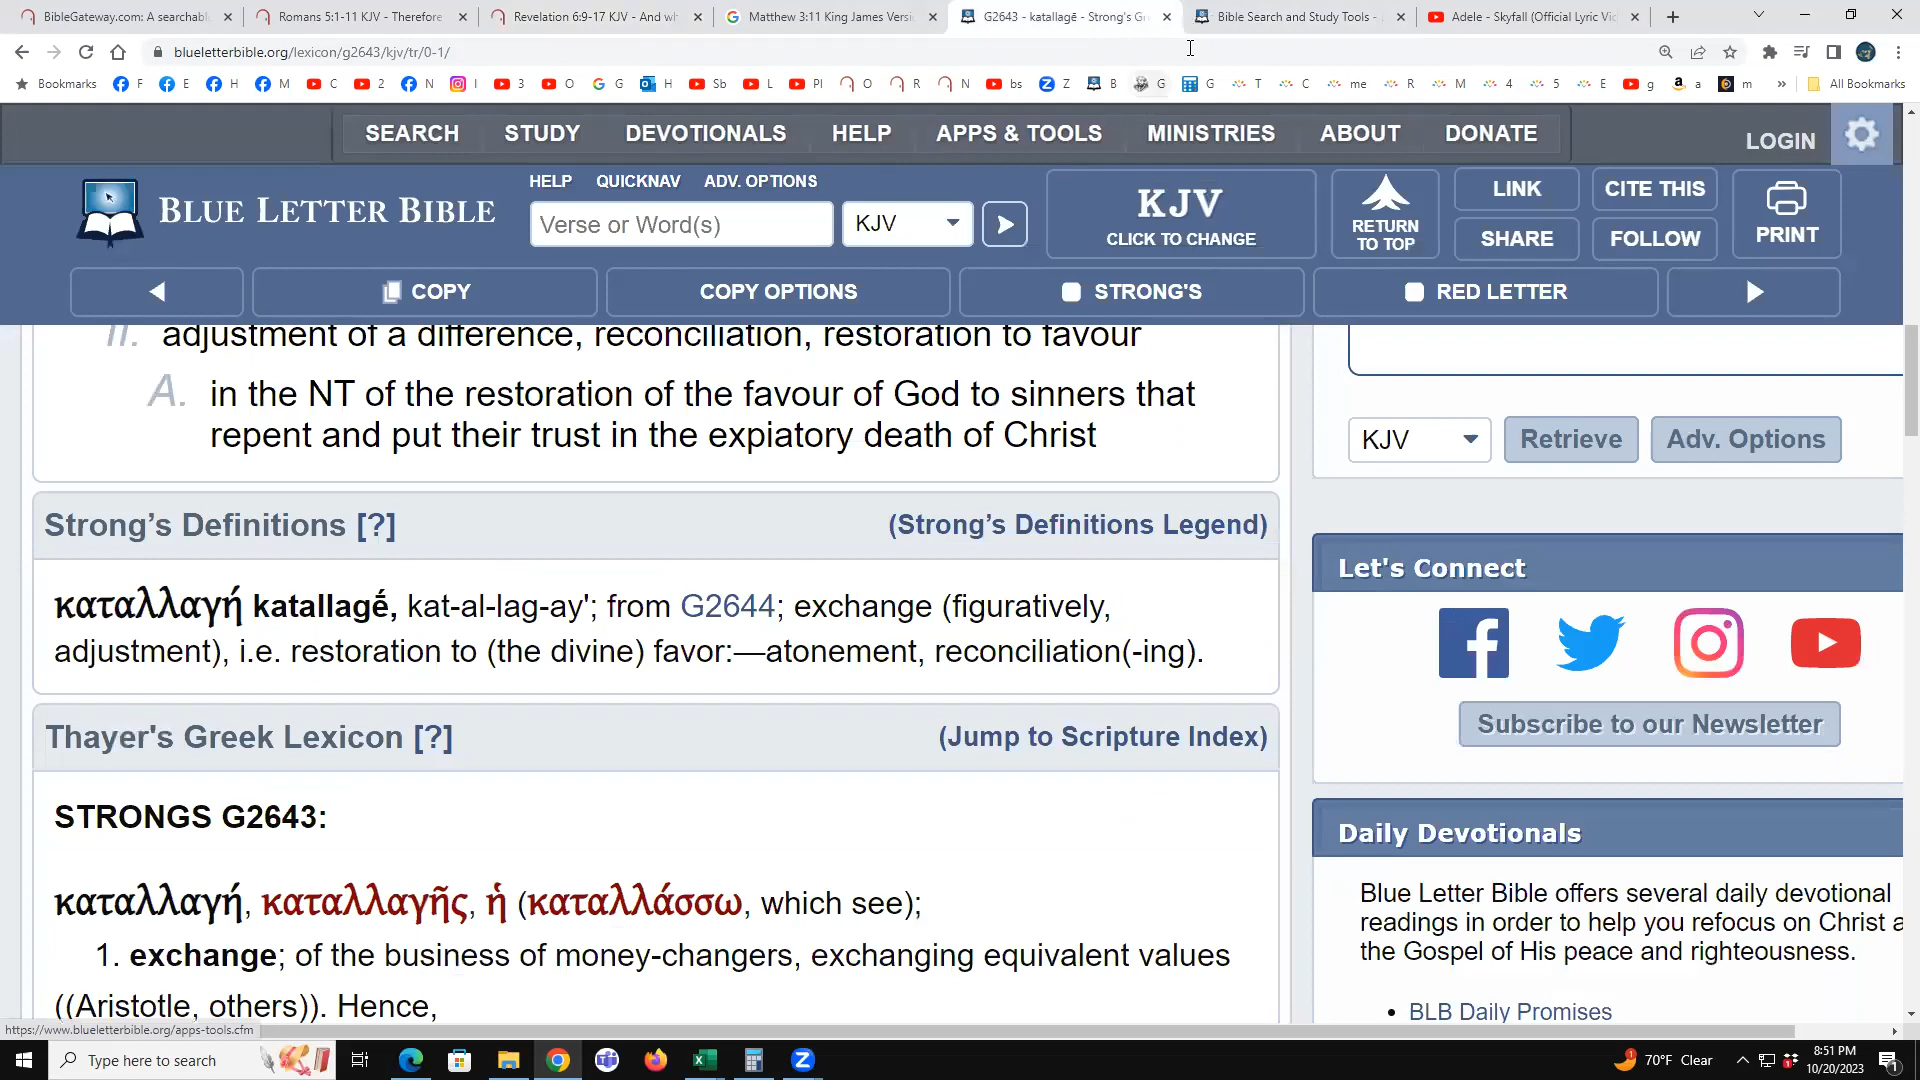 BibleGateway.com: A searchabl
Romans 5:1-11 KJV - Therefore
Revelation 6:9-17 KJV - And wh
Matthew 3:11 King James Versi
G2643 - katallagē - Strong's Gr
Bible Search and Study Tools -
Adele - Skyfall (Official Lyric Vid
blueletterbible.org/lexicon/g2643/kjv/tr/0-1/
Bookmarks F E H M C 2 N I 3 O G H Sb L Pl O R N bs Z B G G T C me R M 4 5 E g a m » All Bookmarks
SEARCH STUDY DEVOTIONALS HELP APPS & TOOLS MINISTRIES ABOUT DONATE LOGIN
BLUE LETTER BIBLE
HELP QUICKNAV ADV. OPTIONS
Verse or Word(s) KJV
KJV
CLICK TO CHANGE
RETURN
TO TOP
LINK CITE THIS
SHARE FOLLOW
PRINT
COPY COPY OPTIONS STRONG'S RED LETTER
II. adjustment of a difference, reconciliation, restoration to favour
A. in the NT of the restoration of the favour of God to sinners that
repent and put their trust in the expiatory death of Christ
KJV Retrieve Adv. Options
Strong’s Definitions [?] (Strong’s Definitions Legend)
καταλλαγή katallagḗ, kat-al-lag-ay'; from G2644; exchange (figuratively,
adjustment), i.e. restoration to (the divine) favor:—atonement, reconciliation(-ing).
Thayer's Greek Lexicon [?] (Jump to Scripture Index)
STRONGS G2643:
καταλλαγή, καταλλαγῆς, ἡ (καταλλάσσω, which see);
1. exchange; of the business of money-changers, exchanging equivalent values
((Aristotle, others)). Hence,
Let's Connect
Subscribe to our Newsletter
Daily Devotionals
Blue Letter Bible offers several daily devotional
readings in order to help you refocus on Christ a
the Gospel of His peace and righteousness.
• BLB Daily Promises
https://www.blueletterbible.org/apps-tools.cfm
Type here to search
1
70°F Clear
8:51 PM
10/20/2023
1